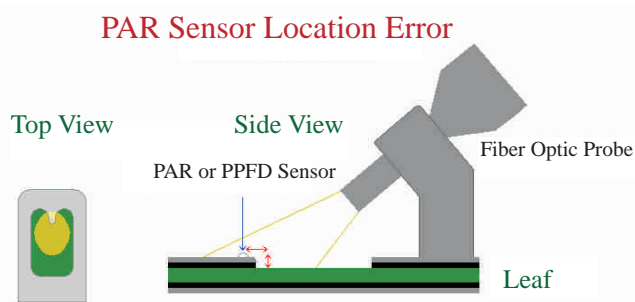 PAR Sensor Location Error
Top View
Side View
Fiber Optic Probe
PAR or PPFD Sensor
Leaf